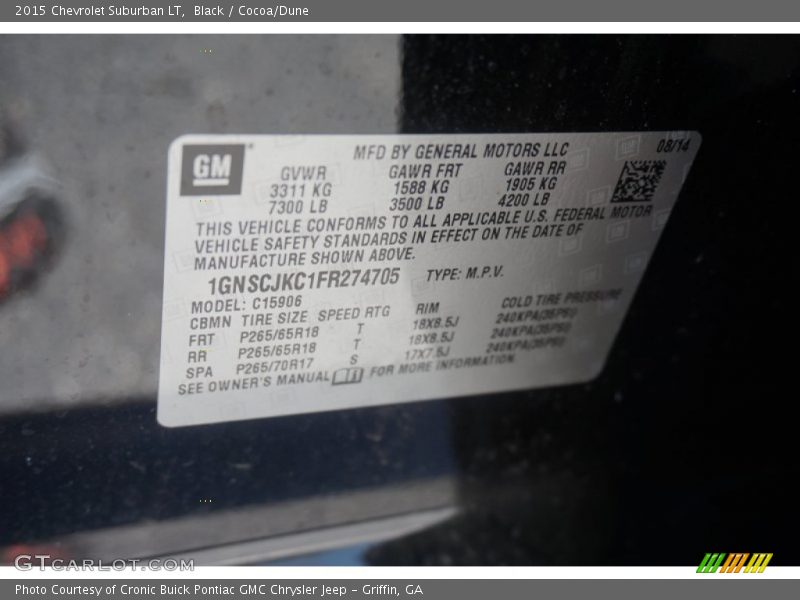 2015 Chevrolet Suburban LT, Black / Cocoa/Dune
GM
MFD BY GENERAL MOTORS LLC 08/14
GVWR GAWR FRT GAWR RR
3311 KG 1588 KG 1905 KG
7300 LB 3500 LB 4200 LB
THIS VEHICLE CONFORMS TO ALL APPLICABLE U.S. FEDERAL MOTOR
VEHICLE SAFETY STANDARDS IN EFFECT ON THE DATE OF
MANUFACTURE SHOWN ABOVE.
1GNSCJKC1FR274705 TYPE: M.P.V.
MODEL: C15906
CBMN TIRE SIZE SPEED RTG RIM COLD TIRE PRESSURE
FRT P265/65R18 T 18X8.5J 240KPA(35PSI)
RR P265/65R18 T 18X8.5J 240KPA(35PSI)
SPA P265/70R17 S 17X7.5J 240KPA(35PSI)
SEE OWNER'S MANUAL FOR MORE INFORMATION
GTCARLOT.COM
Photo Courtesy of Cronic Buick Pontiac GMC Chrysler Jeep - Griffin, GA